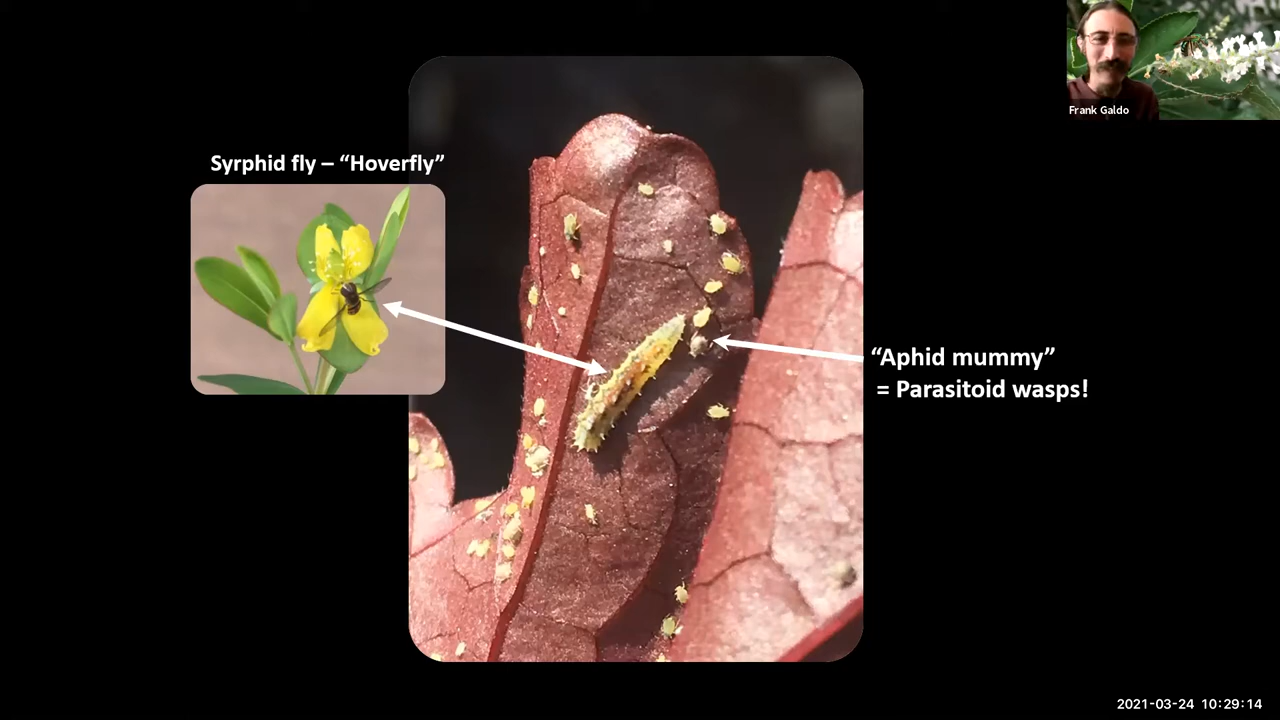 Frank Galdo
Syrphid fly – “Hoverfly”
“Aphid mummy”
= Parasitoid wasps!
2021-03-24 10:29:14